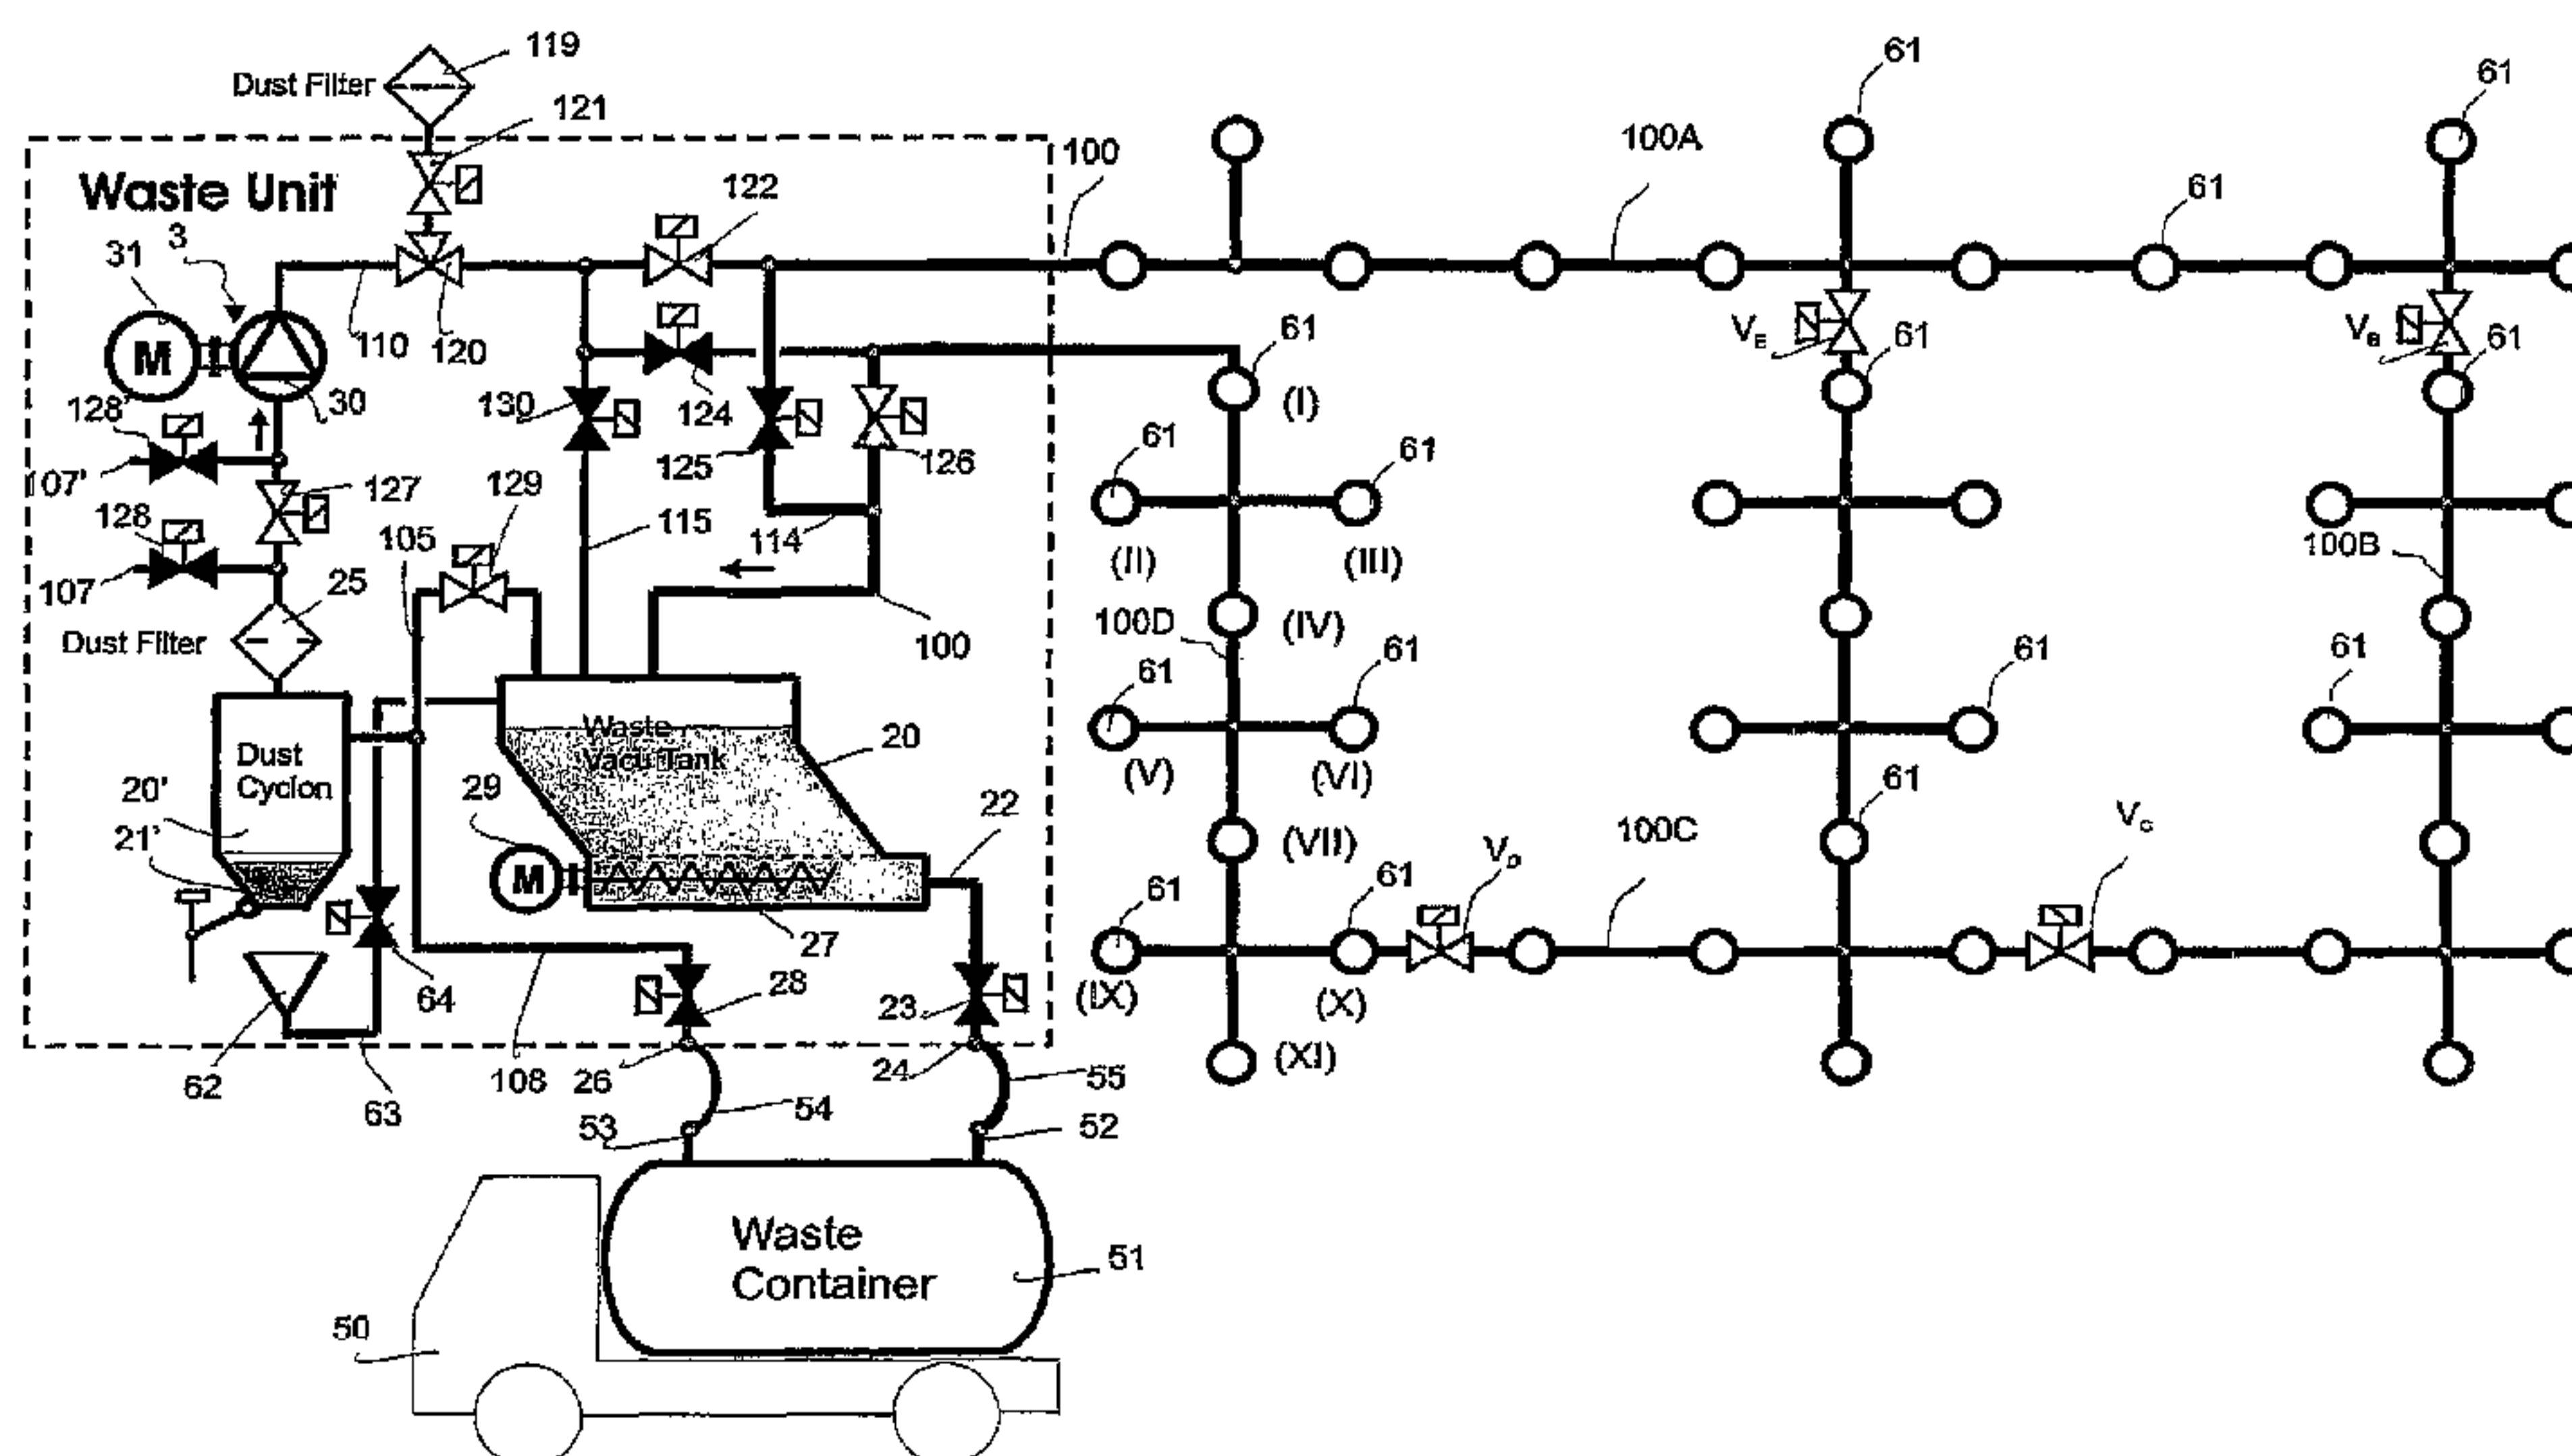 119
61
61
Dust Filter
121
100
100A
Waste Unit
122
61
3
31
M
110
120
61
V_E
61
V_B
61
128'
30
130
124
(I)
107'
125
126
61
61
127
129
128
105
115
114
(II)
(III)
100B
107
25
100D
(IV)
Dust Filter
100
61
61
61
61
Waste
Vacu Tank
20
Dust
Cyclon
(V)
(VI)
20'
29
22
61
21'
(VII)
100C
V_D
V_C
M
61
61
27
64
28
23
(IX)
(X)
62
63
108
26
24
55
(XI)
54
53
52
Waste
Container
51
50